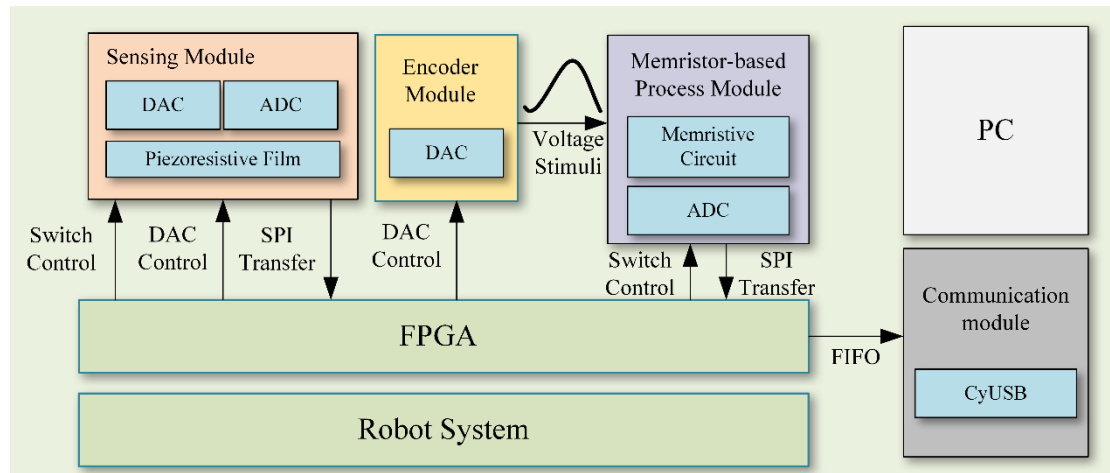 Sensing Module
DAC
ADC
Piezoresistive Film
Encoder
Module
DAC
Voltage
Stimuli
Memristor-based
Process Module
Memristive
Circuit
ADC
PC
Switch
Control
DAC
Control
SPI
Transfer
DAC
Control
Switch
Control
SPI
Transfer
FPGA
FIFO
Communication
module
CyUSB
Robot System